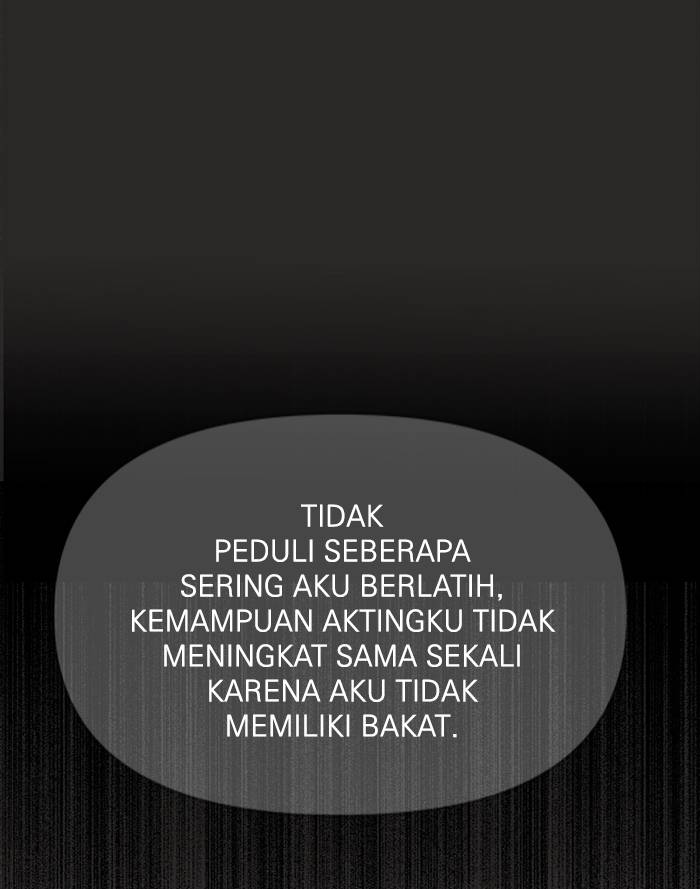 TIDAK
PEDULI SEBERAPA
SERING AKU BERLATIH,
KEMAMPUAN AKTINGKU TIDAK
MENINGKAT SAMA SEKALI
KARENA AKU TIDAK
MEMILIKI BAKAT.